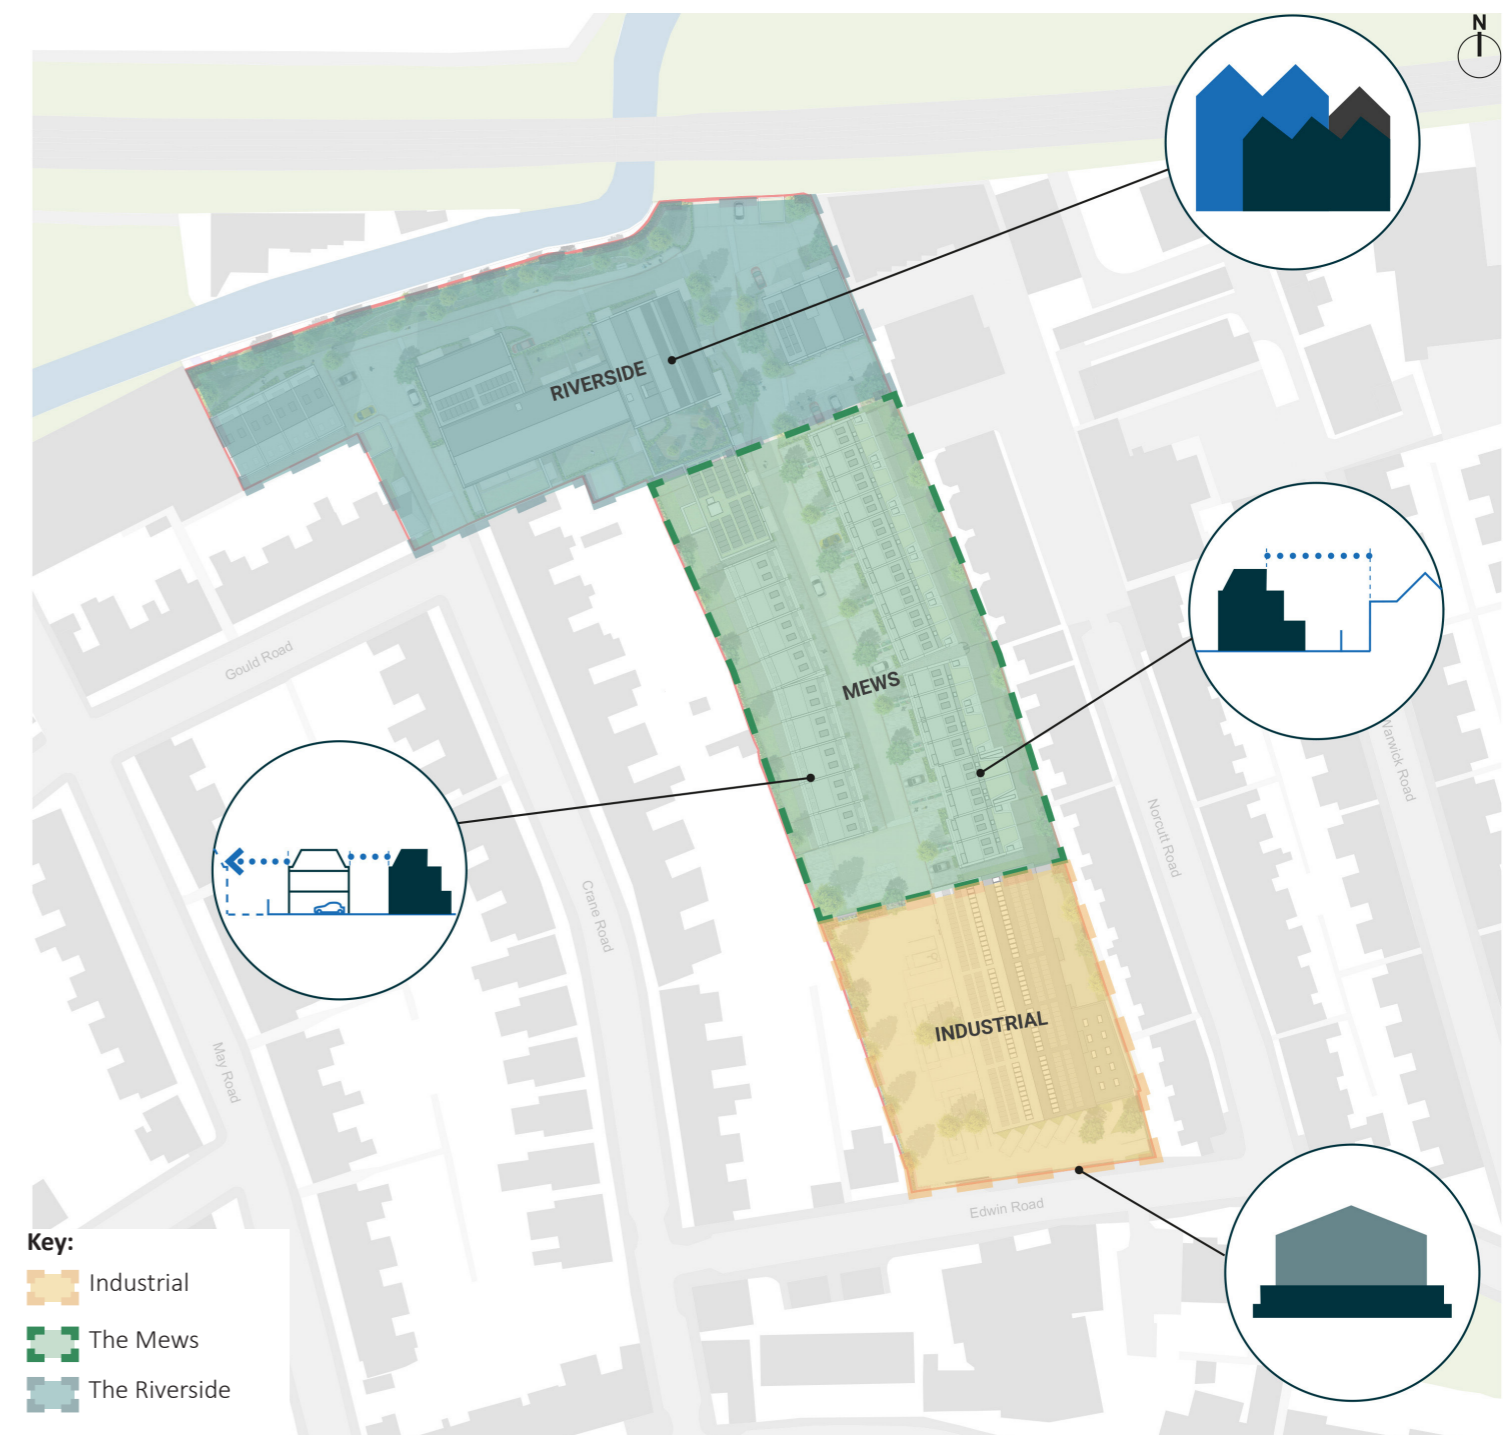 N
RIVERSIDE
MEWS
INDUSTRIAL
Gould Road
Crane Road
May Road
Norcutt Road
Warwick Road
Edwin Road
Key:
Industrial
The Mews
The Riverside